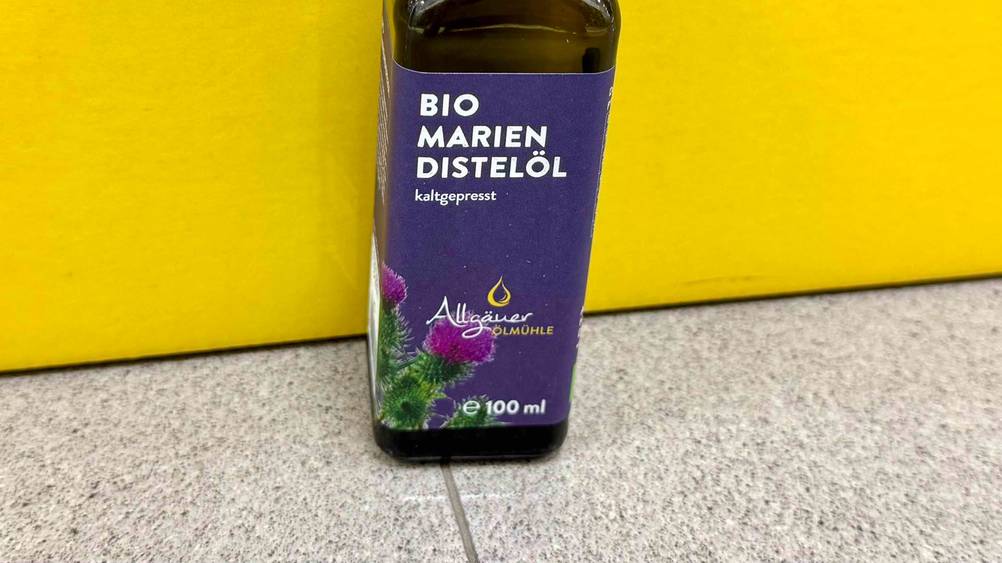 BIO
MARIEN
DISTELÖL
kaltgepresst
Allgäuer
ÖLMÜHLE
℮ 100 ml